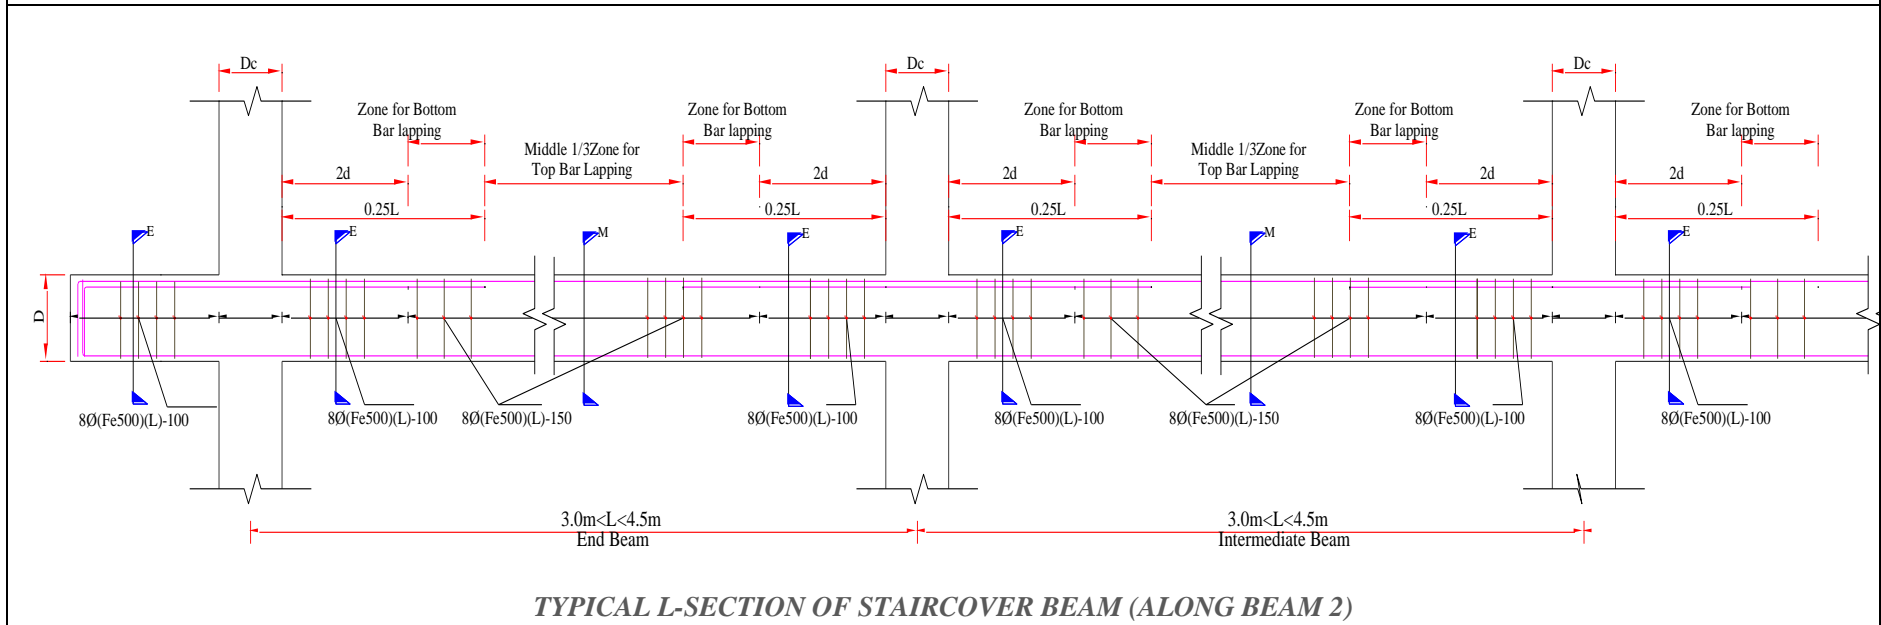 Dc
Dc
Dc
Zone for Bottom
Bar lapping
Zone for Bottom
Bar lapping
Zone for Bottom
Bar lapping
Zone for Bottom
Bar lapping
Zone for Bottom
Bar lapping
Middle 1/3Zone for
Top Bar Lapping
Middle 1/3Zone for
Top Bar Lapping
2d
2d
2d
2d
2d
0.25L
0.25L
0.25L
0.25L
0.25L
E
E
M
E
E
M
E
E
D
8Ø(Fe500)(L)-100
8Ø(Fe500)(L)-100
8Ø(Fe500)(L)-150
8Ø(Fe500)(L)-100
8Ø(Fe500)(L)-100
8Ø(Fe500)(L)-150
8Ø(Fe500)(L)-100
8Ø(Fe500)(L)-100
3.0m<L<4.5m
End Beam
3.0m<L<4.5m
Intermediate Beam
TYPICAL L-SECTION OF STAIRCOVER BEAM (ALONG BEAM 2)